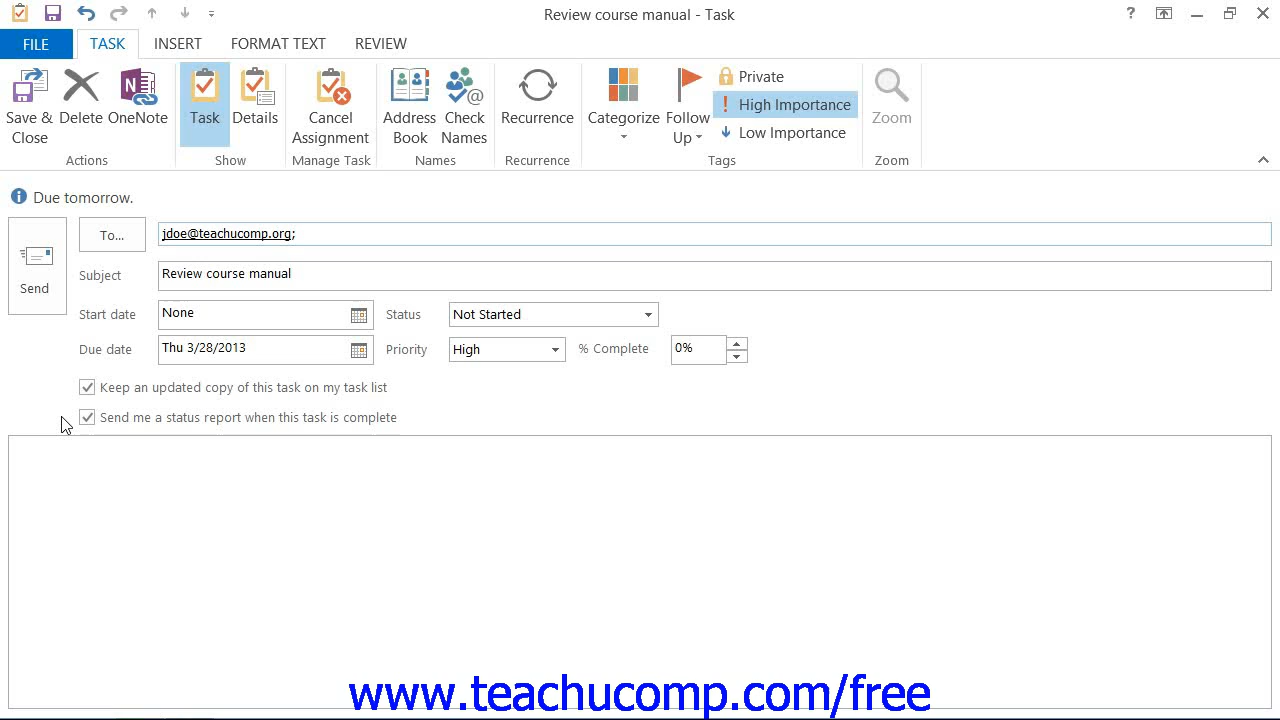 Review course manual - Task
?
FILE TASK INSERT FORMAT TEXT REVIEW
Save & Close
Delete
OneNote
Actions
Task
Details
Show
Cancel Assignment
Manage Task
Address Book
Check Names
Names
Recurrence
Recurrence
Categorize
Follow Up
Private
High Importance
Low Importance
Tags
Zoom
Zoom
Due tomorrow.
Send
To... jdoe@teachucomp.org;
Subject Review course manual
Start date None Status Not Started
Due date Thu 3/28/2013 Priority High % Complete 0%
Keep an updated copy of this task on my task list
Send me a status report when this task is complete
www.teachucomp.com/free